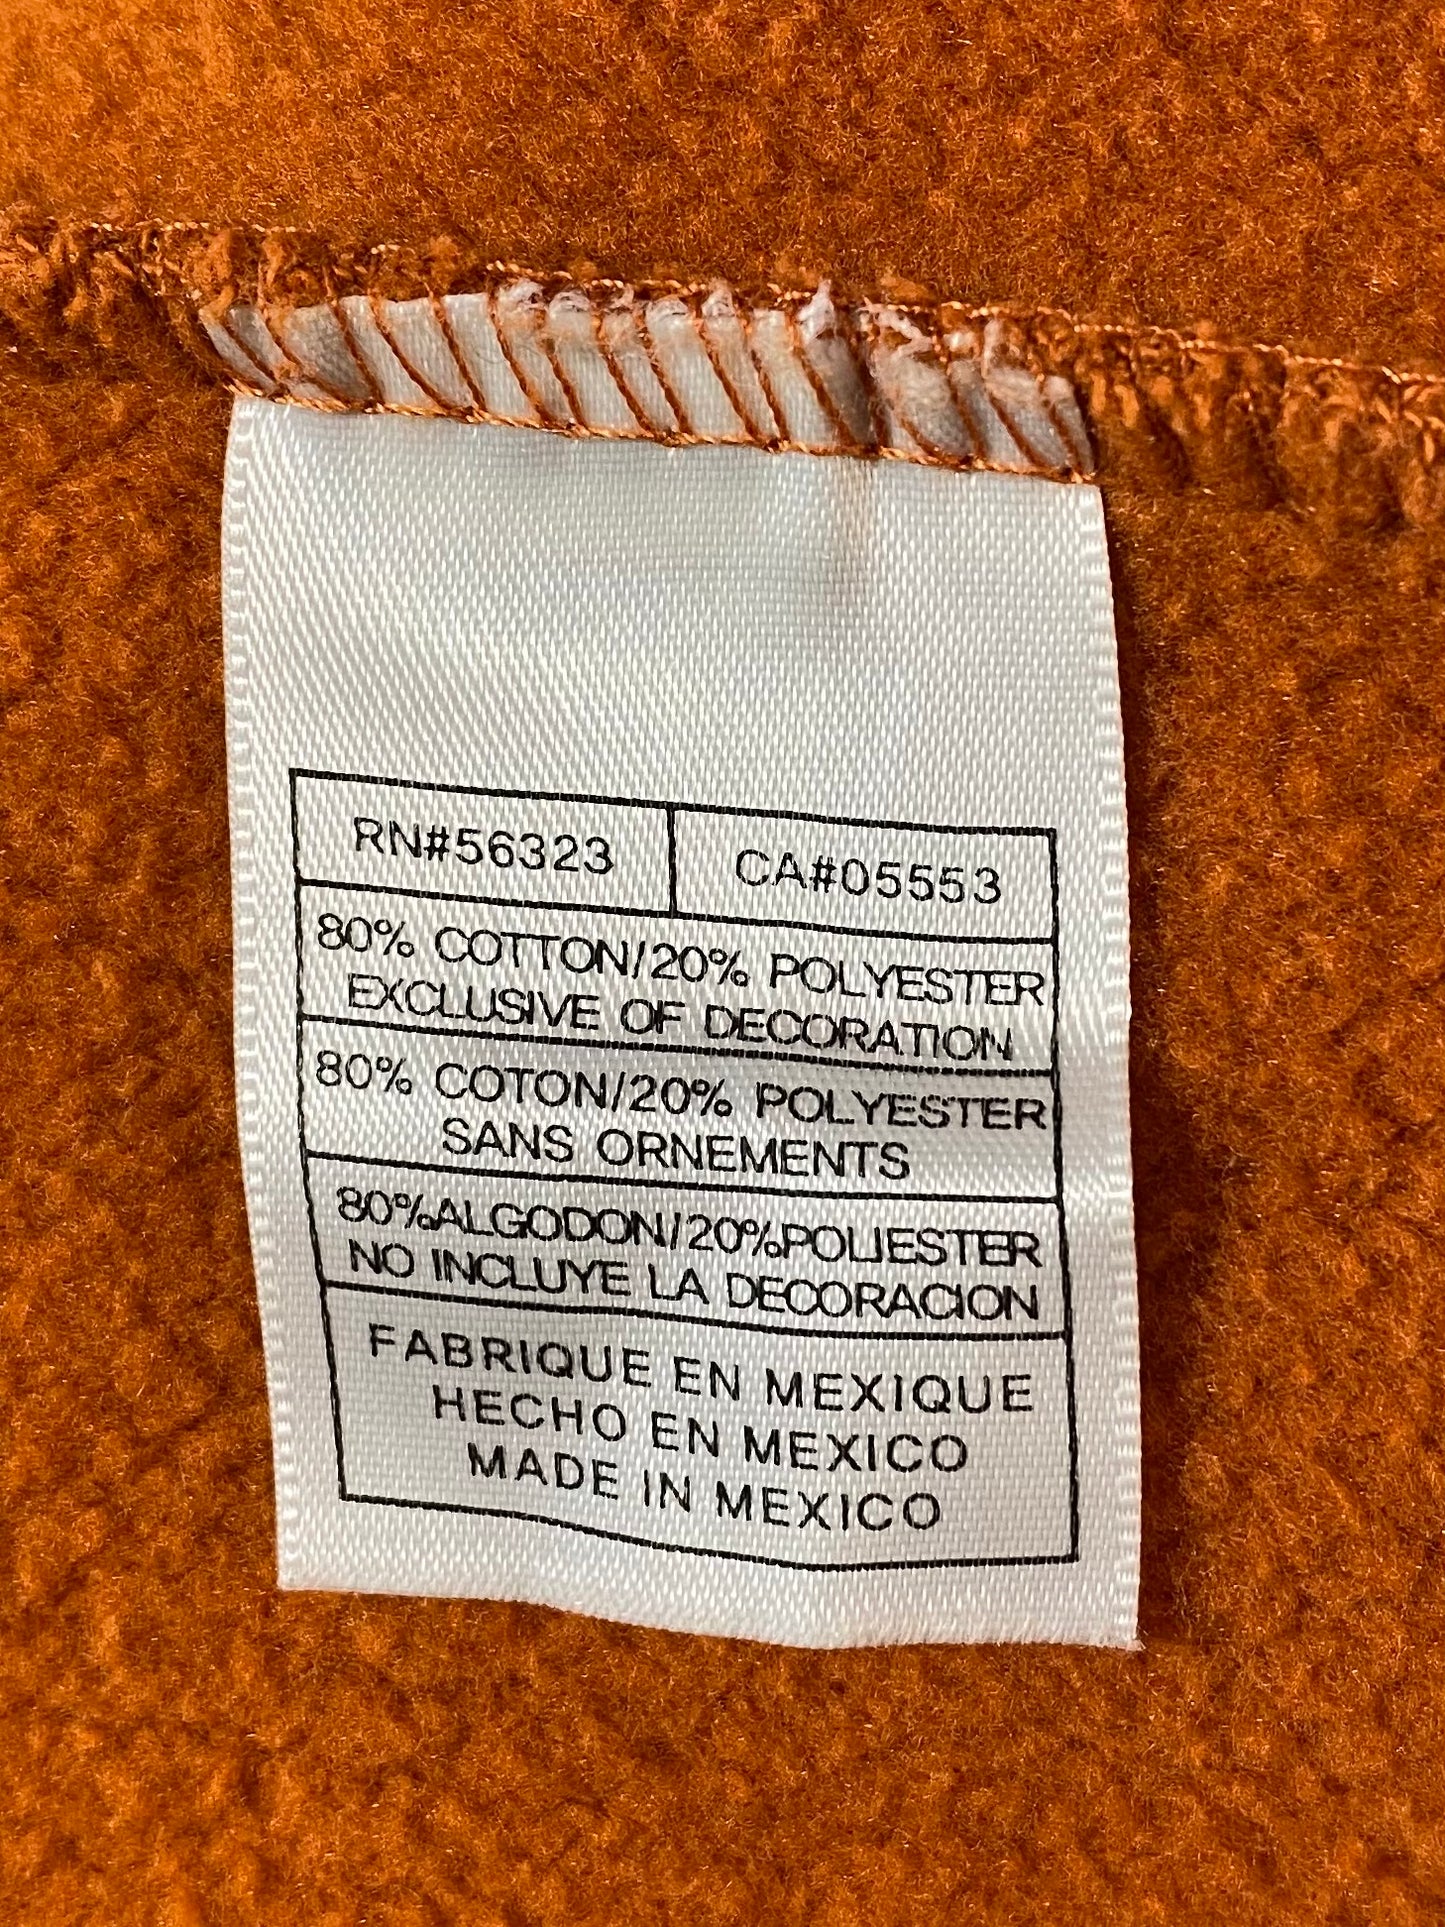 RN#56323 CA#05553
80% COTTON/20% POLYESTER
EXCLUSIVE OF DECORATION
80% COTON/20% POLYESTER
SANS ORNEMENTS
80%ALGODON/20%POLIESTER
NO INCLUYE LA DECORACION
FABRIQUE EN MEXIQUE
HECHO EN MEXICO
MADE IN MEXICO